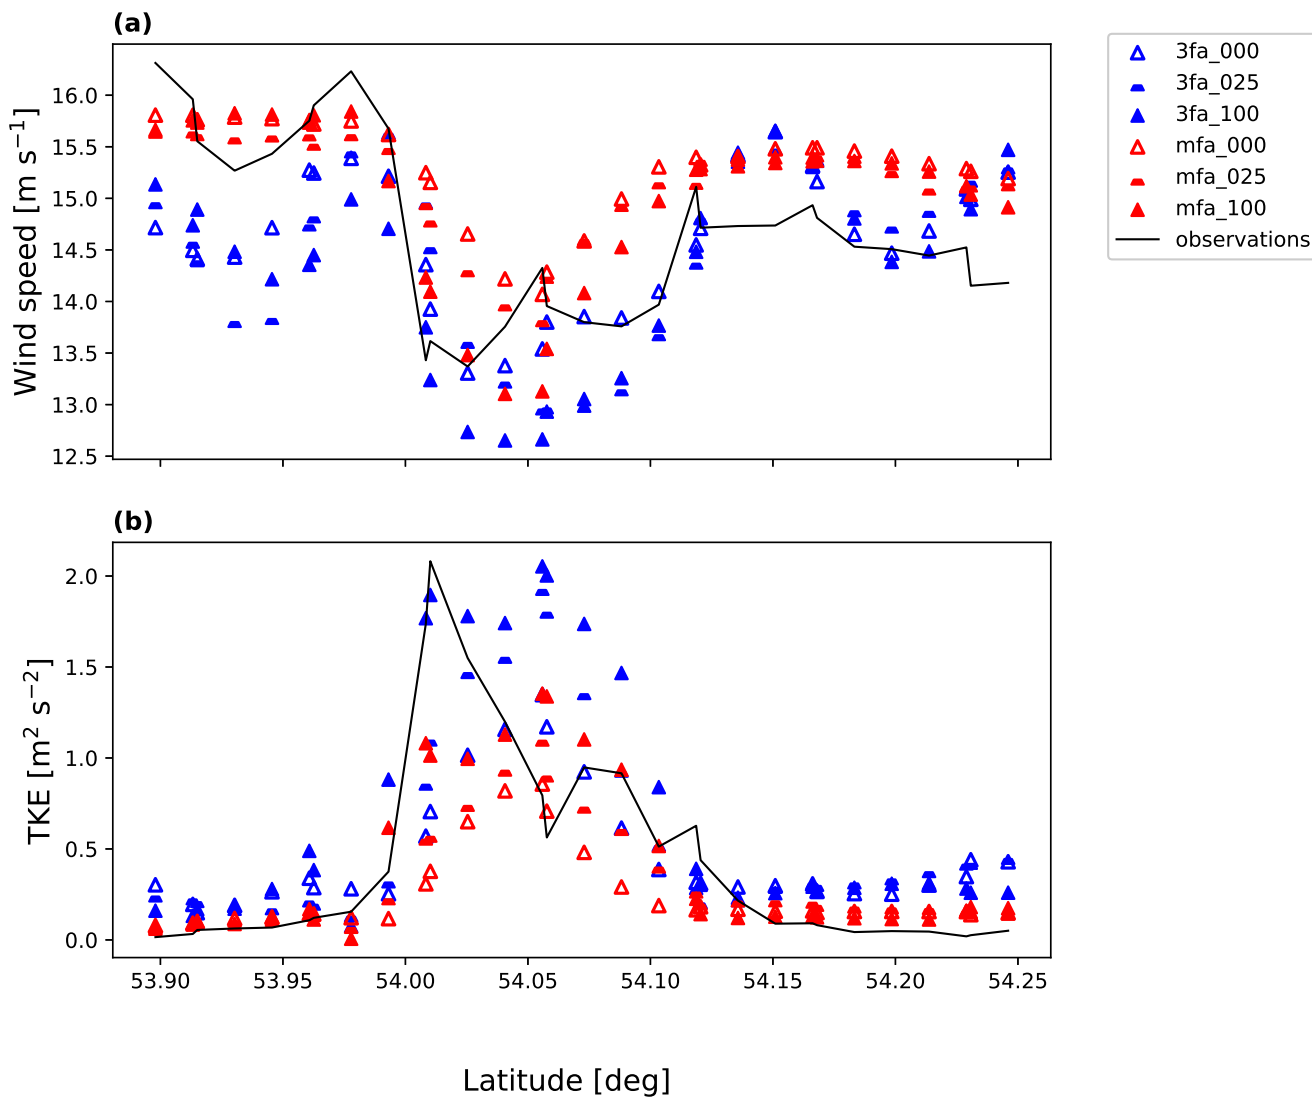 (a)
Wind speed [m s⁻¹]
16.0
15.5
15.0
14.5
14.0
13.5
13.0
12.5
3fa_000
3fa_025
3fa_100
mfa_000
mfa_025
mfa_100
observations
(b)
TKE [m² s⁻²]
2.0
1.5
1.0
0.5
0.0
53.90 53.95 54.00 54.05 54.10 54.15 54.20 54.25
Latitude [deg]